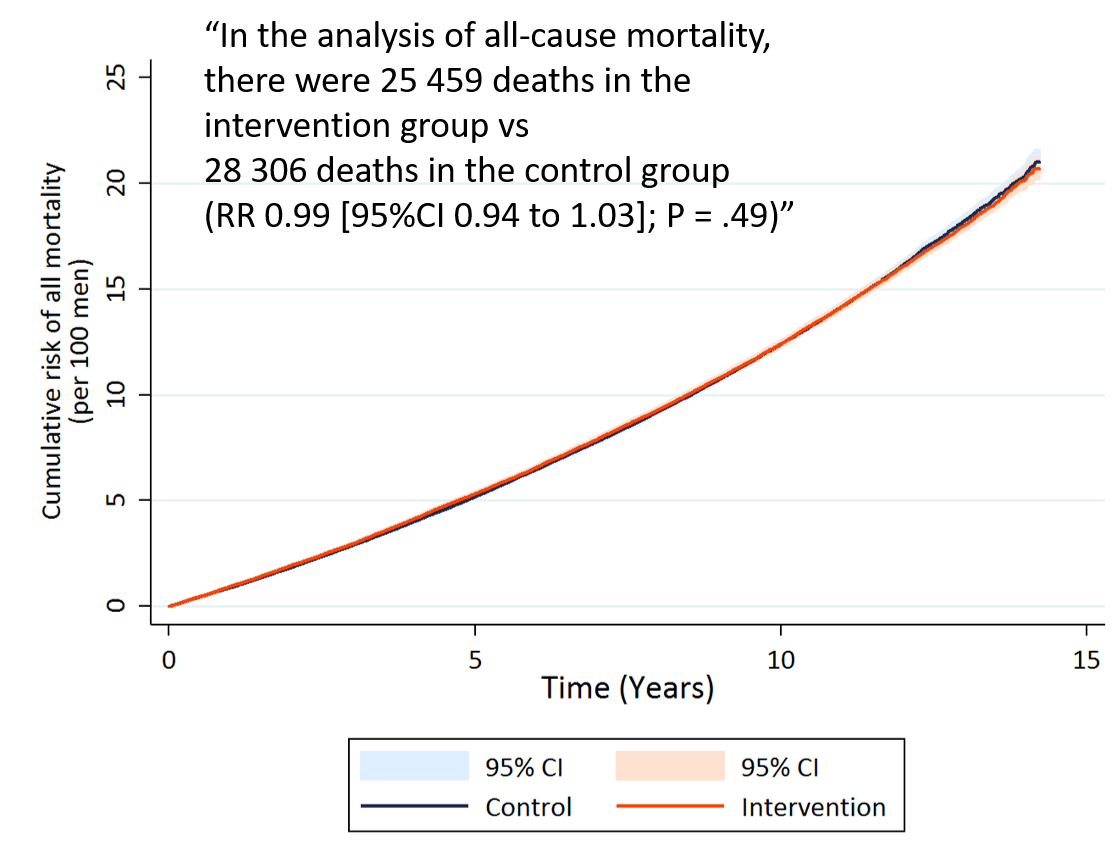 “In the analysis of all-cause mortality,
there were 25 459 deaths in the
intervention group vs
28 306 deaths in the control group
(RR 0.99 [95%CI 0.94 to 1.03]; P = .49)”
Cumulative risk of all mortality
(per 100 men)
25
20
15
10
5
0
0
5
10
15
Time (Years)
95% CI
95% CI
Control
Intervention